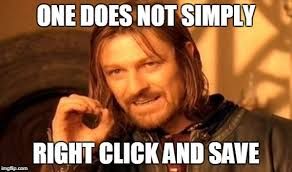 ONE DOES NOT SIMPLY
RIGHT CLICK AND SAVE
imgflip.com